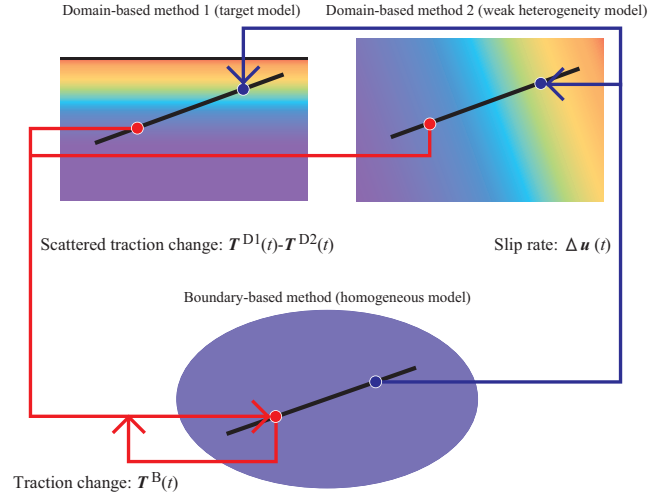 Domain-based method 1 (target model)
Domain-based method 2 (weak heterogeneity model)
Scattered traction change: T^D1(t)-T^D2(t)
Slip rate: Δu(t)
Boundary-based method (homogeneous model)
Traction change: T^B(t)